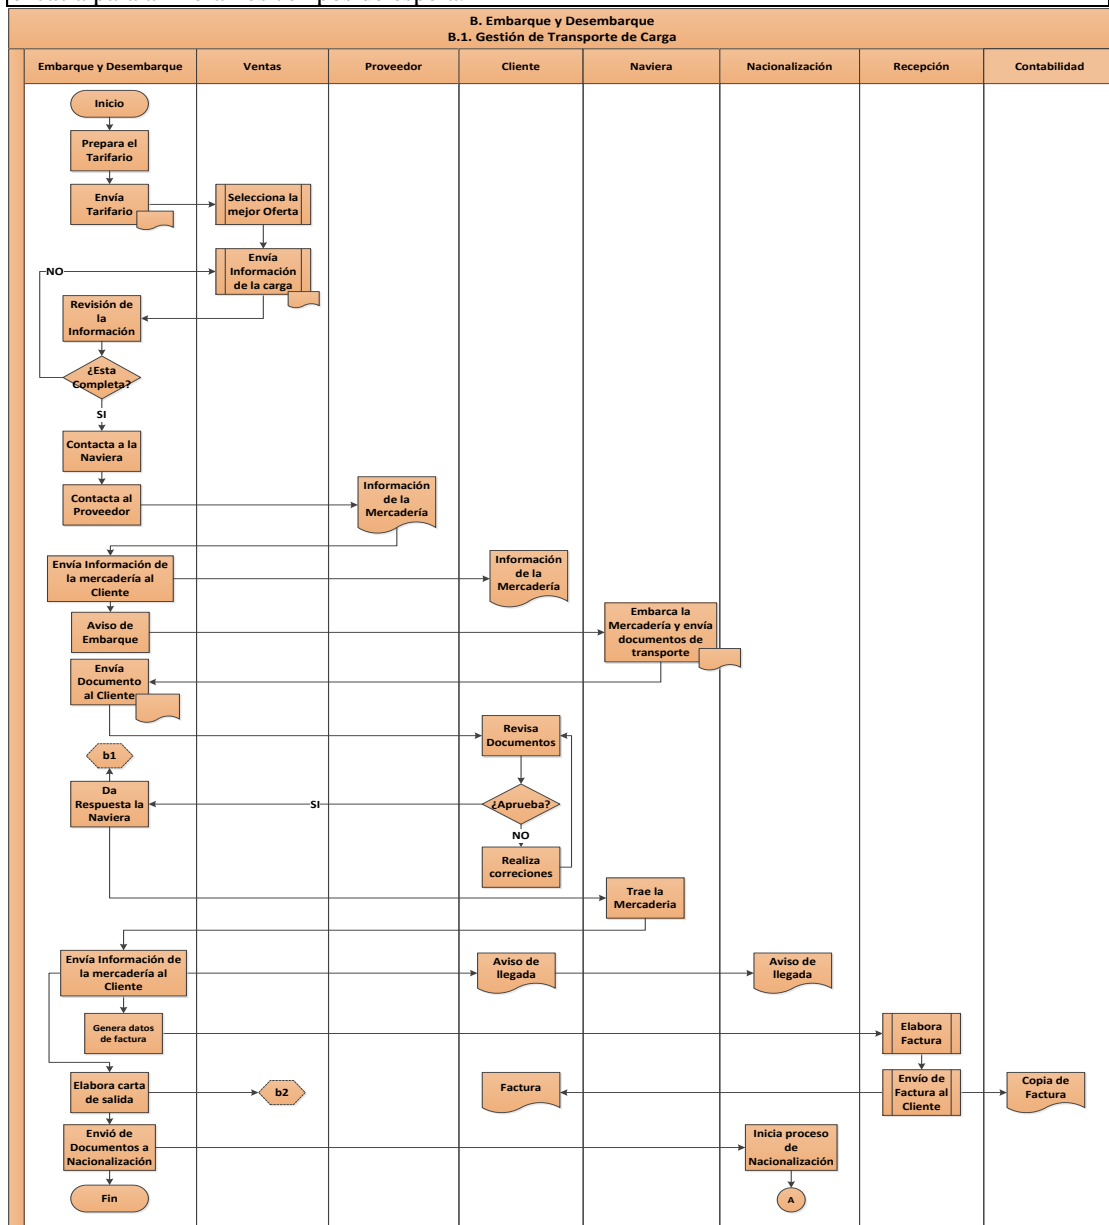 B. Embarque y Desembarque
B.1. Gestión de Transporte de Carga
Embarque y Desembarque
Ventas
Proveedor
Cliente
Naviera
Nacionalización
Recepción
Contabilidad
Inicio
Prepara el
Tarifario
Envía
Tarifario
Selecciona la
mejor Oferta
Envía
Información
de la carga
NO
Revisión de
la
Información
¿Esta
Completa?
SI
Contacta a la
Naviera
Contacta al
Proveedor
Información
de la
Mercadería
Envía Información de
la mercadería al
Cliente
Información
de la
Mercadería
Aviso de
Embarque
Embarca la
Mercadería y envía
documentos de
transporte
Envía
Documento
al Cliente
Revisa
Documentos
b1
Da
Respuesta la
Naviera
SI
¿Aprueba?
NO
Realiza
correciones
Trae la
Mercaderia
Envía Información de
la mercadería al
Cliente
Aviso de
llegada
Aviso de
llegada
Genera datos
de factura
Elabora
Factura
Elabora carta
de salida
b2
Factura
Envío de
Factura al
Cliente
Copia de
Factura
Envió de
Documentos a
Nacionalización
Inicia proceso
de
Nacionalización
Fin
A